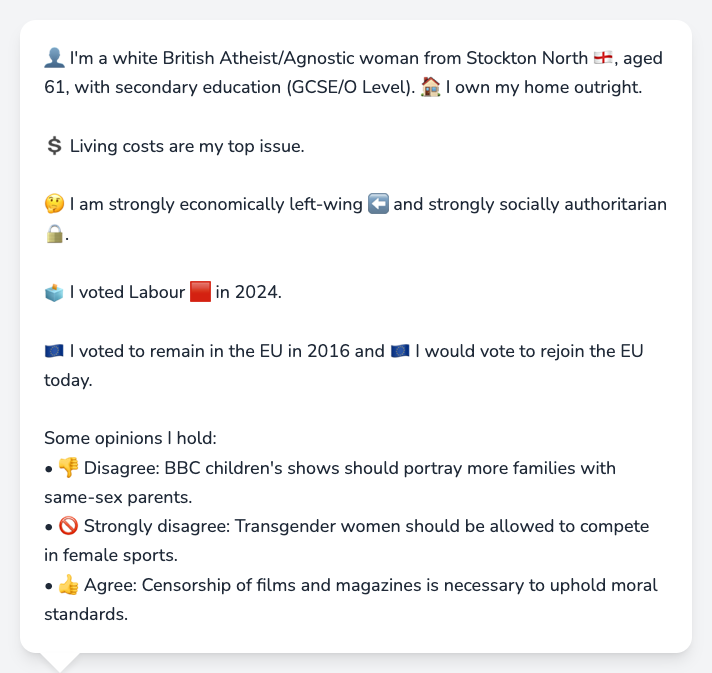 👤 I'm a white British Atheist/Agnostic woman from Stockton North 🏴󠁧󠁢󠁥󠁮󠁧󠁿, aged
61, with secondary education (GCSE/O Level). 🏠 I own my home outright.
💲 Living costs are my top issue.
🤔 I am strongly economically left-wing ⬅️ and strongly socially authoritarian
🔒.
🗳️ I voted Labour 🟥 in 2024.
🇪🇺 I voted to remain in the EU in 2016 and 🇪🇺 I would vote to rejoin the EU
today.
Some opinions I hold:
• 👎 Disagree: BBC children's shows should portray more families with
same-sex parents.
• 🚫 Strongly disagree: Transgender women should be allowed to compete
in female sports.
• 👍 Agree: Censorship of films and magazines is necessary to uphold moral
standards.